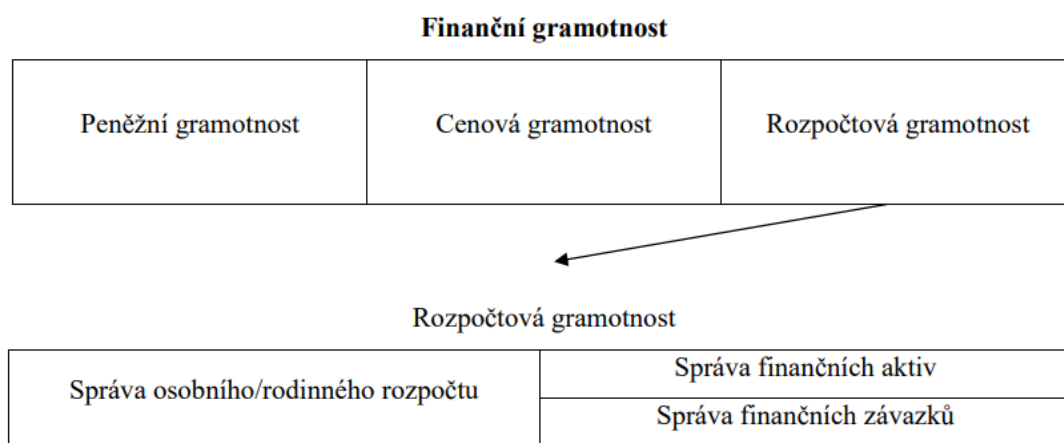 Finanční gramotnost
Peněžní gramotnost
Cenová gramotnost
Rozpočtová gramotnost
Rozpočtová gramotnost
Správa osobního/rodinného rozpočtu
Správa finančních aktiv
Správa finančních závazků